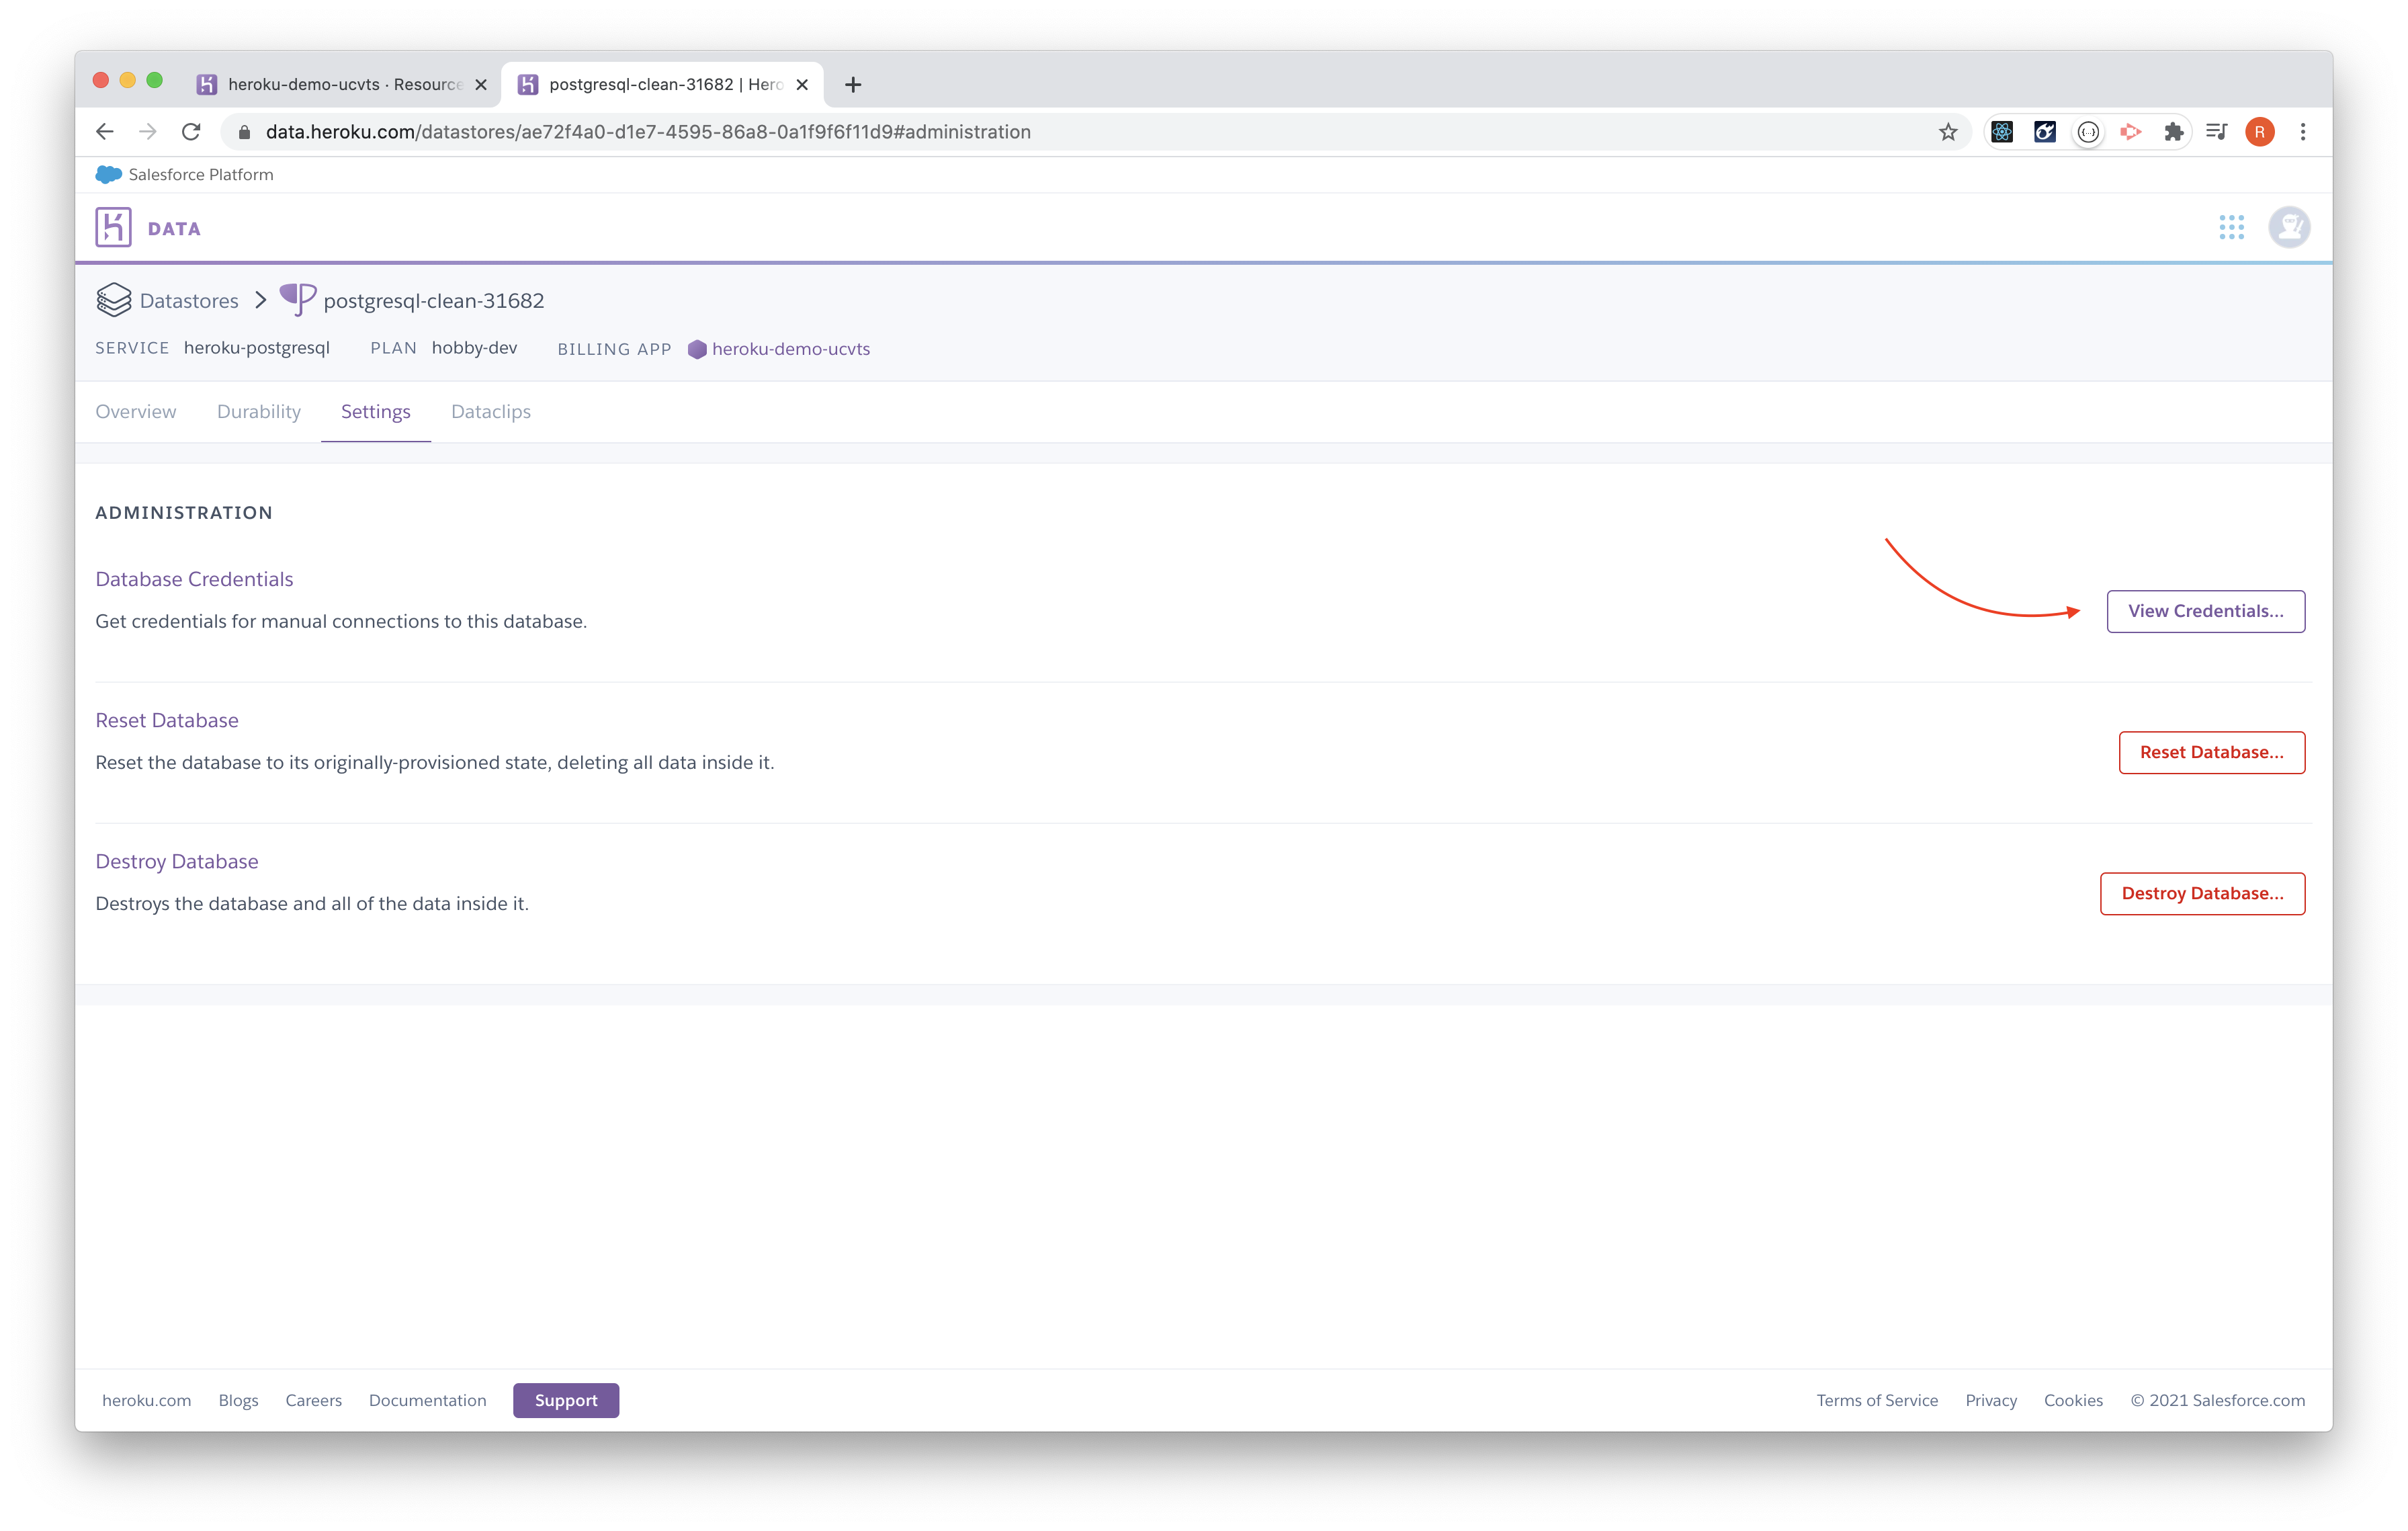 heroku-demo-ucvts · Resource
postgresql-clean-31682 | Hero
data.heroku.com/datastores/ae72f4a0-d1e7-4595-86a8-0a1f9f6f11d9#administration
R
Salesforce Platform
DATA
Datastores
postgresql-clean-31682
SERVICE heroku-postgresql PLAN hobby-dev BILLING APP heroku-demo-ucvts
Overview Durability Settings Dataclips
ADMINISTRATION
Database Credentials
Get credentials for manual connections to this database.
View Credentials...
Reset Database
Reset the database to its originally-provisioned state, deleting all data inside it.
Reset Database...
Destroy Database
Destroys the database and all of the data inside it.
Destroy Database...
heroku.com Blogs Careers Documentation Support Terms of Service Privacy Cookies © 2021 Salesforce.com